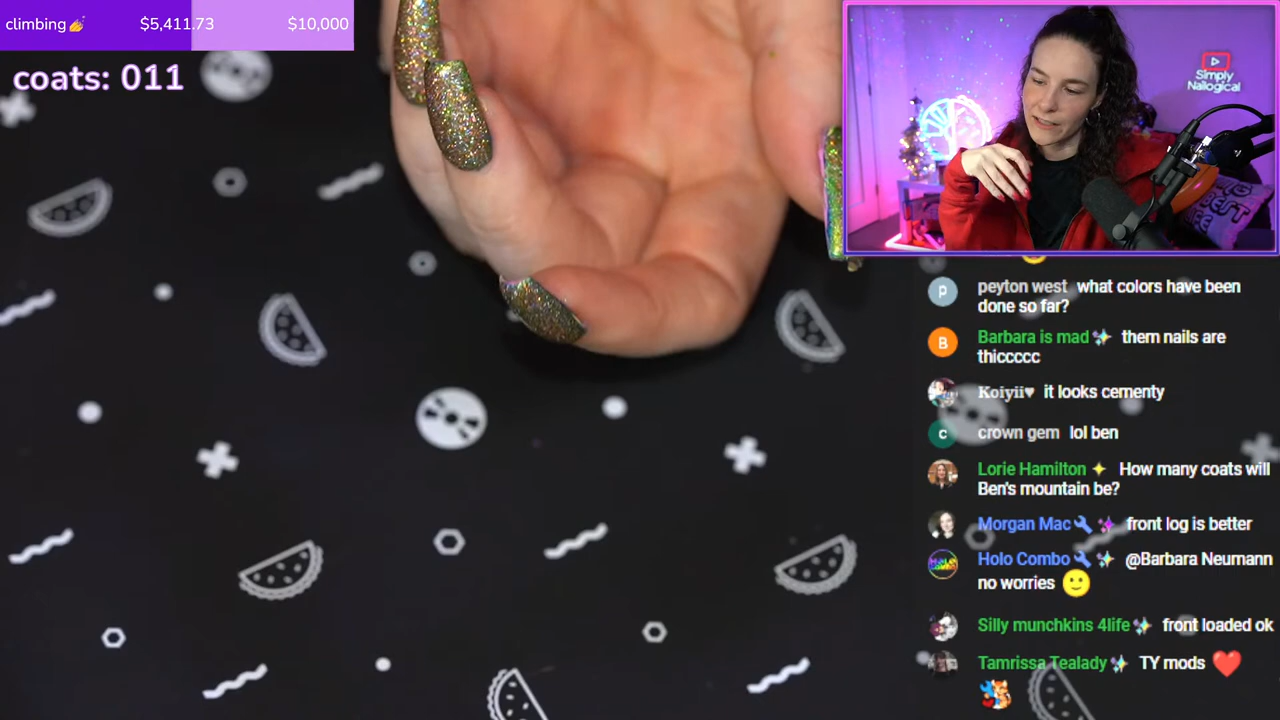 climbing💅 $5,411.73 $10,000
coats: 011
Simply
Nailogical
peyton west what colors have been
done so far?
Barbara is mad✨ them nails are
thiccccc
Koiyii♥ it looks cementy
crown gem lol ben
Lorie Hamilton How many coats will
Ben's mountain be?
Morgan Mac🔧 front log is better
Holo Combo🔧 @Barbara Neumann
no worries 🙂
Silly munchkins 4life front loaded ok
Tamrissa Tealady TY mods ❤️